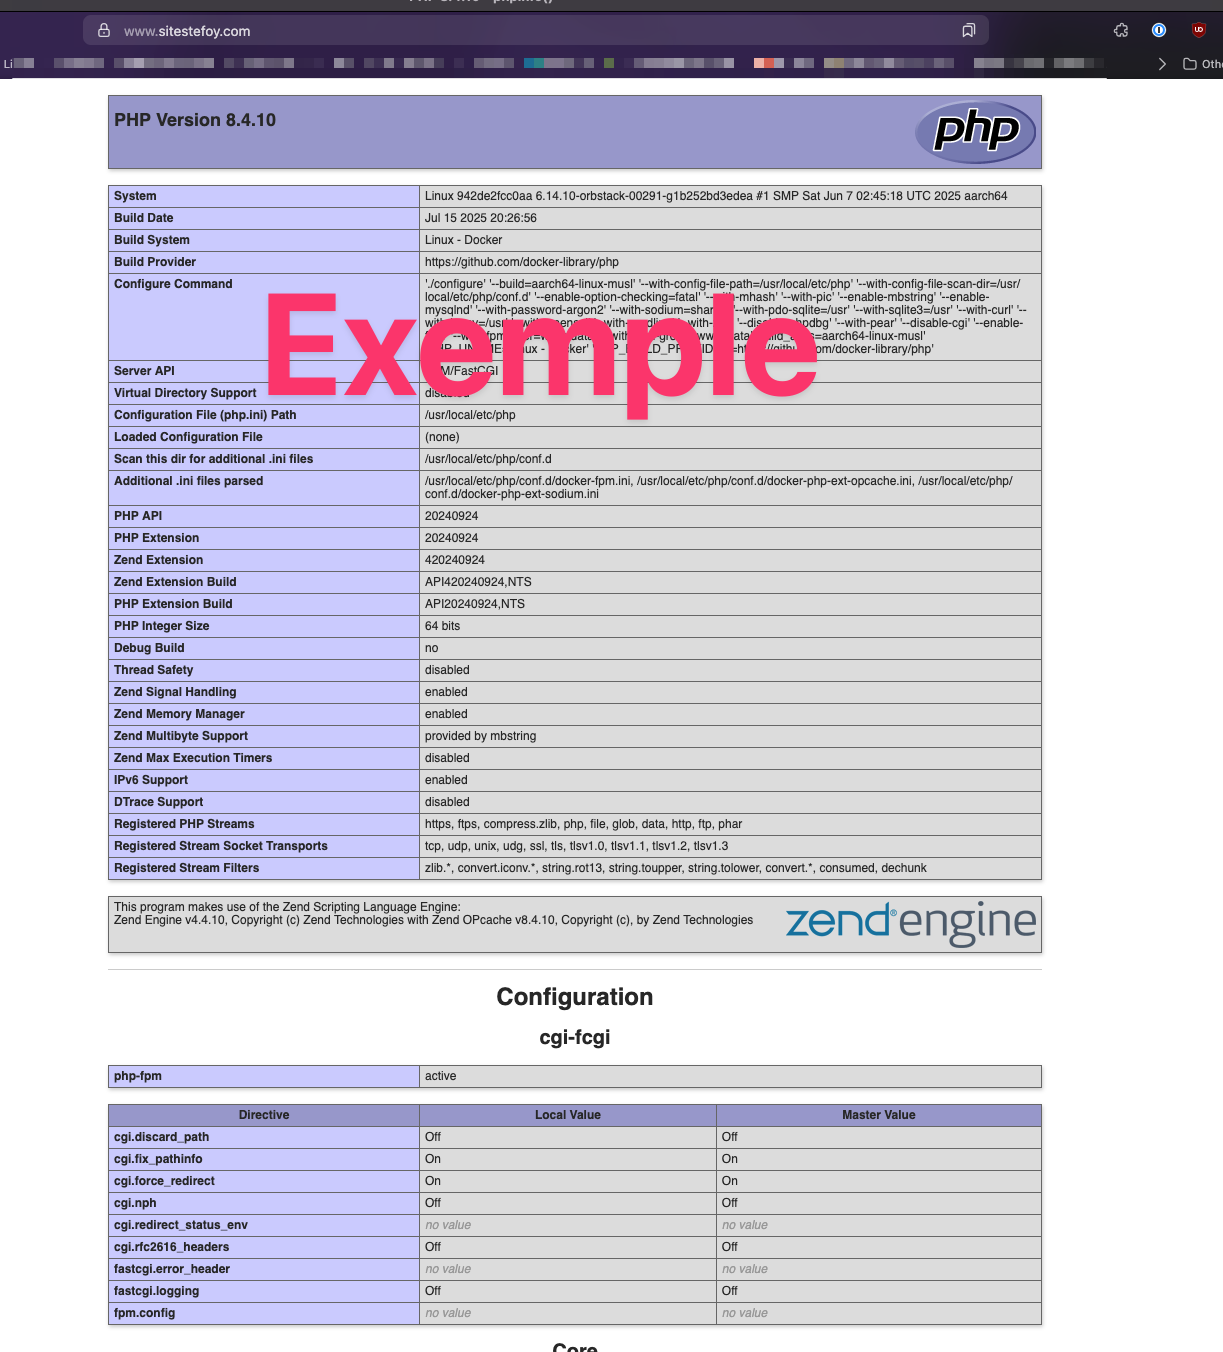 www.sitestefoy.com
Li
Othe
PHP Version 8.4.10
php
System Linux 942de2fcc0aa 6.14.10-orbstack-00291-g1b252bd3edea #1 SMP Sat Jun 7 02:45:18 UTC 2025 aarch64
Build Date Jul 15 2025 20:26:56
Build System Linux - Docker
Build Provider https://github.com/docker-library/php
Configure Command './configure' '--build=aarch64-linux-musl' '--with-config-file-path=/usr/local/etc/php' '--with-config-file-scan-dir=/usr/
local/etc/php/conf.d' '--enable-option-checking=fatal' '--with-mhash' '--with-pic' '--enable-mbstring' '--enable-
mysqlnd' '--with-password-argon2' '--with-sodium=shared' '--with-pdo-sqlite=/usr' '--with-sqlite3=/usr' '--with-curl' '--
'--disable-phpdbg' '--with-pear' '--disable-cgi' '--enable-
aarch64-linux-musl'
docker-library/php'
Exemple
Server API FPM/FastCGI
Virtual Directory Support disabled
Configuration File (php.ini) Path /usr/local/etc/php
Loaded Configuration File (none)
Scan this dir for additional .ini files /usr/local/etc/php/conf.d
Additional .ini files parsed /usr/local/etc/php/conf.d/docker-fpm.ini, /usr/local/etc/php/conf.d/docker-php-ext-opcache.ini, /usr/local/etc/php/
conf.d/docker-php-ext-sodium.ini
PHP API 20240924
PHP Extension 20240924
Zend Extension 420240924
Zend Extension Build API420240924,NTS
PHP Extension Build API20240924,NTS
PHP Integer Size 64 bits
Debug Build no
Thread Safety disabled
Zend Signal Handling enabled
Zend Memory Manager enabled
Zend Multibyte Support provided by mbstring
Zend Max Execution Timers disabled
IPv6 Support enabled
DTrace Support disabled
Registered PHP Streams https, ftps, compress.zlib, php, file, glob, data, http, ftp, phar
Registered Stream Socket Transports tcp, udp, unix, udg, ssl, tls, tlsv1.0, tlsv1.1, tlsv1.2, tlsv1.3
Registered Stream Filters zlib.*, convert.iconv.*, string.rot13, string.toupper, string.tolower, convert.*, consumed, dechunk
This program makes use of the Zend Scripting Language Engine:
Zend Engine v4.4.10, Copyright (c) Zend Technologies with Zend OPcache v8.4.10, Copyright (c), by Zend Technologies
zend engine
Configuration
cgi-fcgi
php-fpm active
Directive Local Value Master Value
cgi.discard_path Off Off
cgi.fix_pathinfo On On
cgi.force_redirect On On
cgi.nph Off Off
cgi.redirect_status_env no value no value
cgi.rfc2616_headers Off Off
fastcgi.error_header no value no value
fastcgi.logging Off Off
fpm.config no value no value
Core